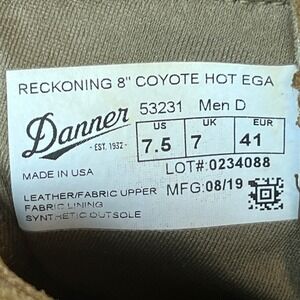 RECKONING 8" COYOTE HOT EGA
Danner
- EST. 1932 -
53231 Men D
US UK EUR
7.5 7 41
LOT#:0234088
MADE IN USA
MFG:08/19
LEATHER/FABRIC UPPER
FABRIC LINING
SYNTHETIC OUTSOLE